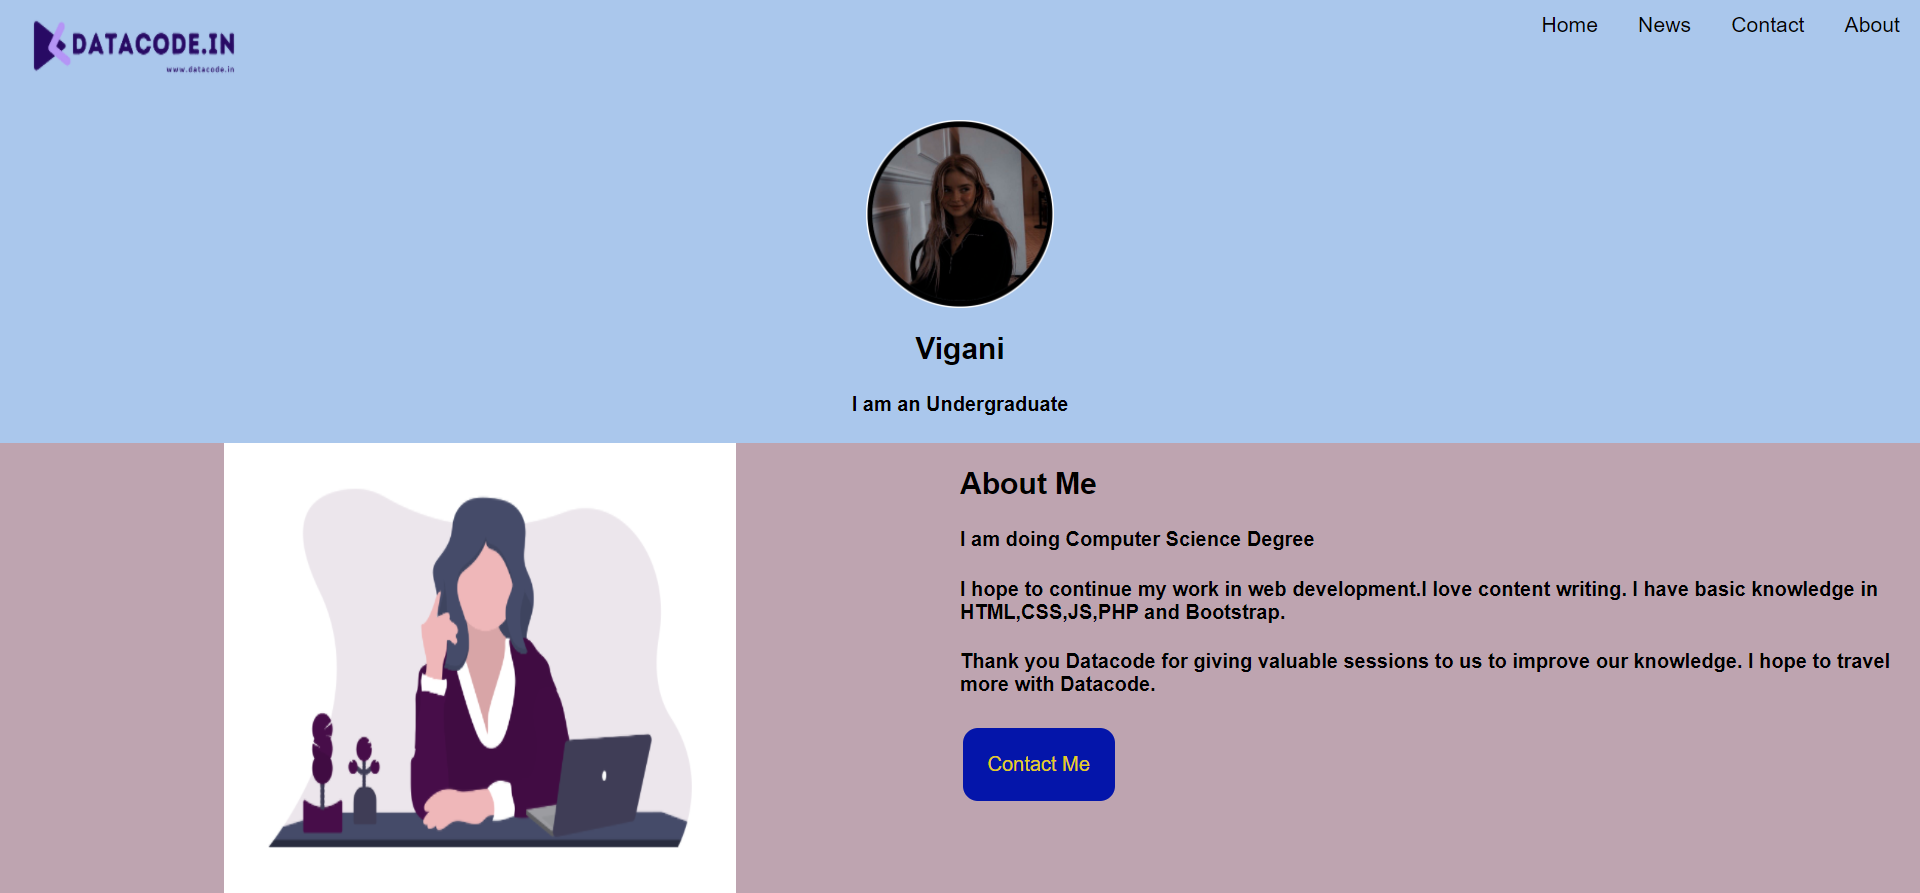 DATACODE.IN
www.datacode.in
Home News Contact About
Vigani
I am an Undergraduate
About Me
I am doing Computer Science Degree
I hope to continue my work in web development.I love content writing. I have basic knowledge in
HTML,CSS,JS,PHP and Bootstrap.
Thank you Datacode for giving valuable sessions to us to improve our knowledge. I hope to travel
more with Datacode.
Contact Me